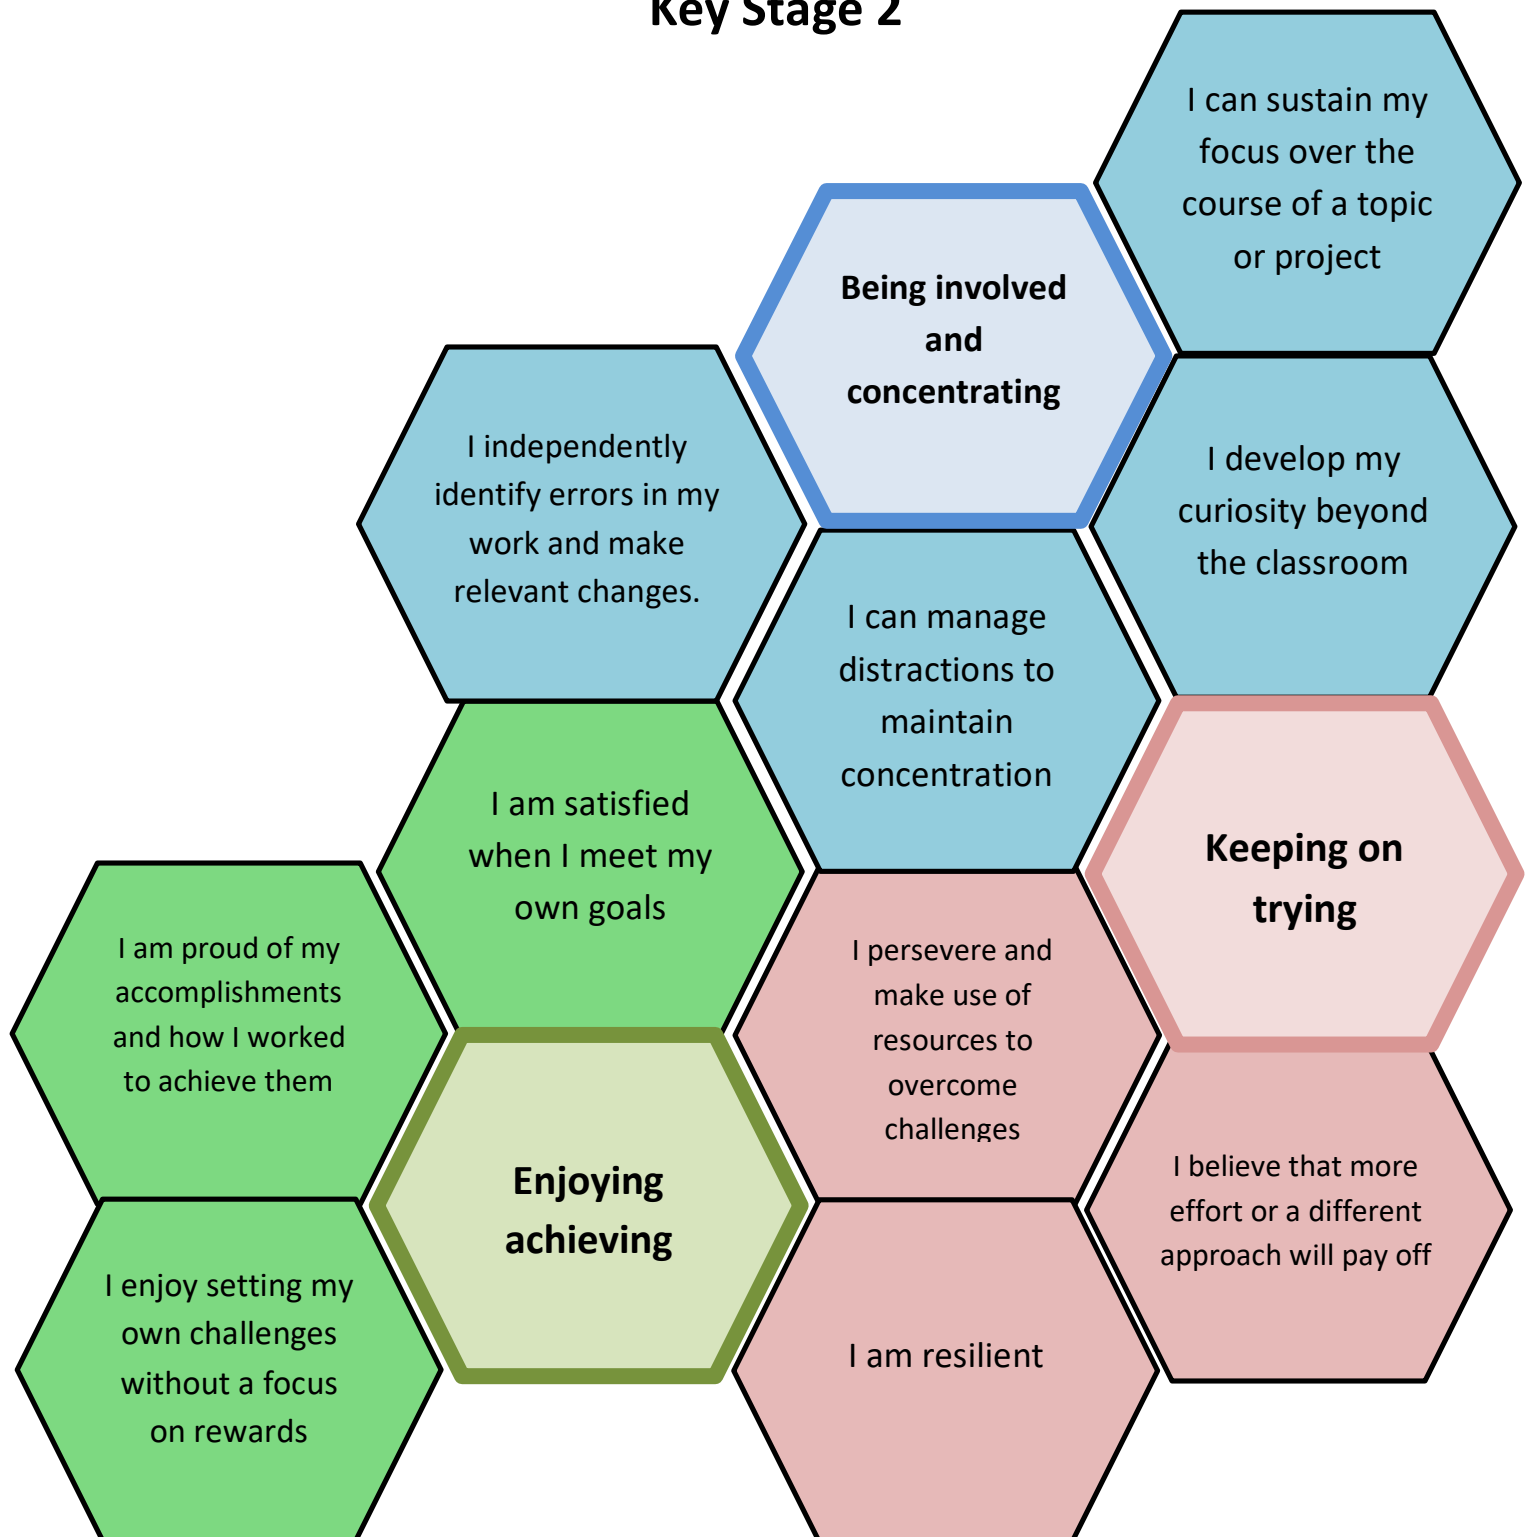 Key Stage 2
I can sustain my
focus over the
course of a topic
or project
Being involved
and
concentrating
I independently
identify errors in my
work and make
relevant changes.
I develop my
curiosity beyond
the classroom
I can manage
distractions to
maintain
concentration
I am satisfied
when I meet my
own goals
Keeping on
trying
I am proud of my
accomplishments
and how I worked
to achieve them
I persevere and
make use of
resources to
overcome
challenges
Enjoying
achieving
I believe that more
effort or a different
approach will pay off
I enjoy setting my
own challenges
without a focus
on rewards
I am resilient